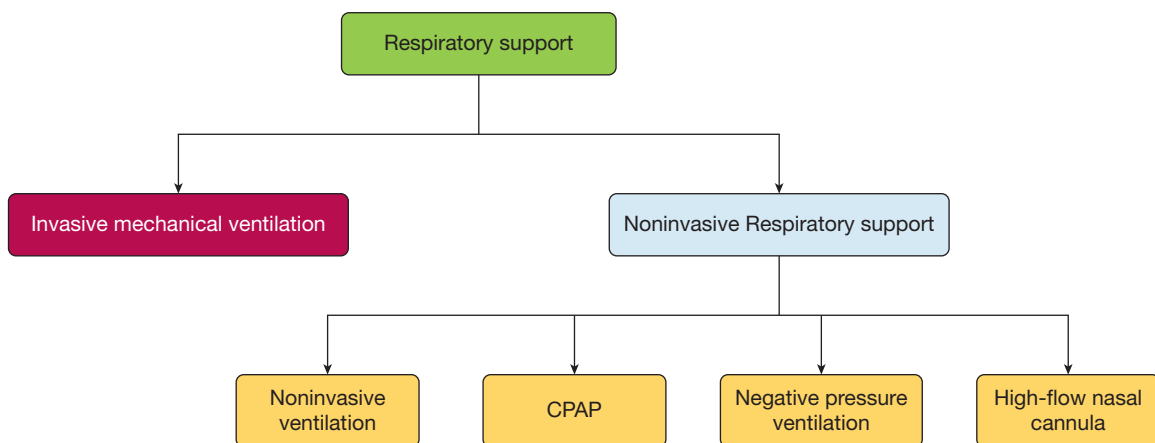 Respiratory support
Invasive mechanical ventilation
Noninvasive Respiratory support
Noninvasive
ventilation
CPAP
Negative pressure
ventilation
High-flow nasal
cannula